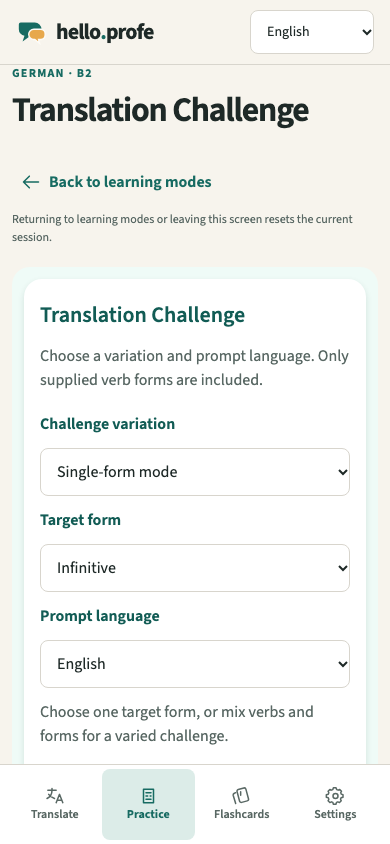 hello.profe
English
GERMAN · B2
Translation Challenge
Back to learning modes
Returning to learning modes or leaving this screen resets the current
session.
Translation Challenge
Choose a variation and prompt language. Only
supplied verb forms are included.
Challenge variation
Single-form mode
Target form
Infinitive
Prompt language
English
Choose one target form, or mix verbs and
forms for a varied challenge.
Translate
Practice
Flashcards
Settings